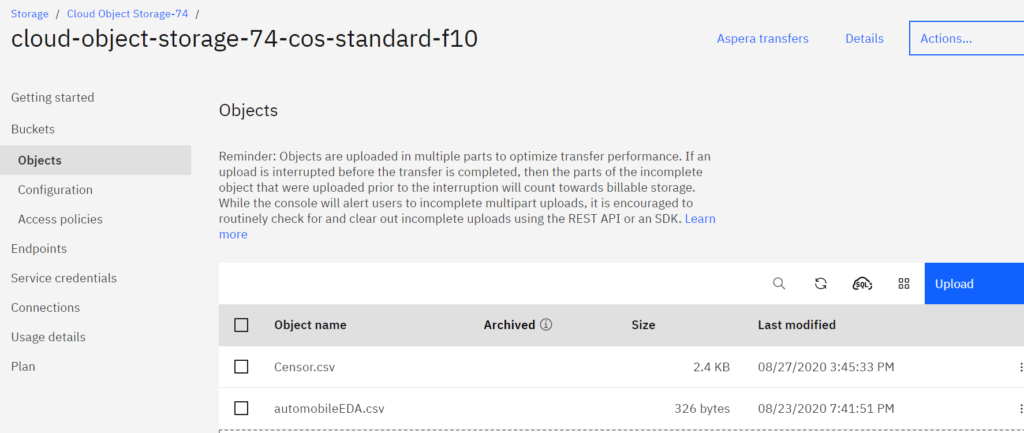 Storage / Cloud Object Storage-74 /
cloud-object-storage-74-cos-standard-f10
Aspera transfers Details Actions...
Getting started
Buckets
Objects
Configuration
Access policies
Endpoints
Service credentials
Connections
Usage details
Plan
Objects
Reminder: Objects are uploaded in multiple parts to optimize transfer performance. If an
upload is interrupted before the transfer is completed, then the parts of the incomplete
object that were uploaded prior to the interruption will count towards billable storage.
While the console will alert users to incomplete multipart uploads, it is encouraged to
routinely check for and clear out incomplete uploads using the REST API or an SDK. Learn
more
SQL Upload
Object name Archived Size Last modified
Censor.csv 2.4 KB 08/27/2020 3:45:33 PM
automobileEDA.csv 326 bytes 08/23/2020 7:41:51 PM